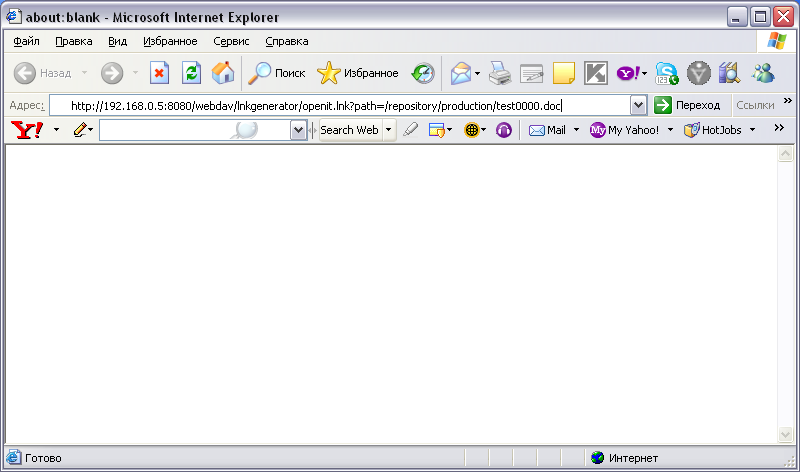 about:blank - Microsoft Internet Explorer
Файл Правка Вид Избранное Сервис Справка
Назад Поиск Избранное
Адрес: http://192.168.0.5:8080/webdav/lnkgenerator/openit.lnk?path=/repository/production/test0000.doc Переход Ссылки »
Y! Search Web Mail My Yahoo! HotJobs »
Готово Интернет